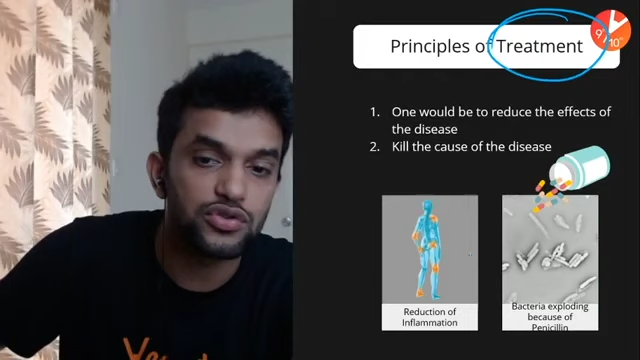 Principles of Treatment
9
10
1. One would be to reduce the effects of
the disease
2. Kill the cause of the disease
Reduction of
Inflammation
Bacteria exploding
because of
Penicillin